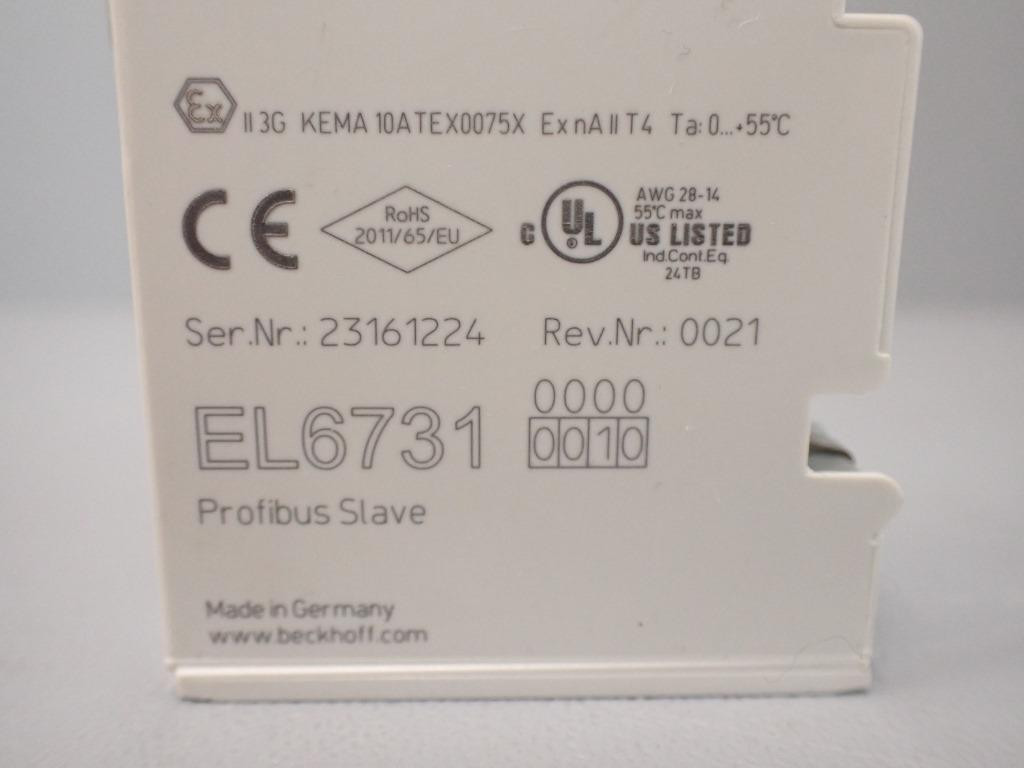 Ex II 3G KEMA 10ATEX0075X Ex nA II T4 Ta: 0...+55°C
CE
RoHS
2011/65/EU
c UL ® US LISTED
AWG 28-14
55°C max
Ind.Cont.Eq.
24TB
Ser.Nr.: 23161224 Rev.Nr.: 0021
0000
EL6731 0010
Profibus Slave
Made in Germany
www.beckhoff.com